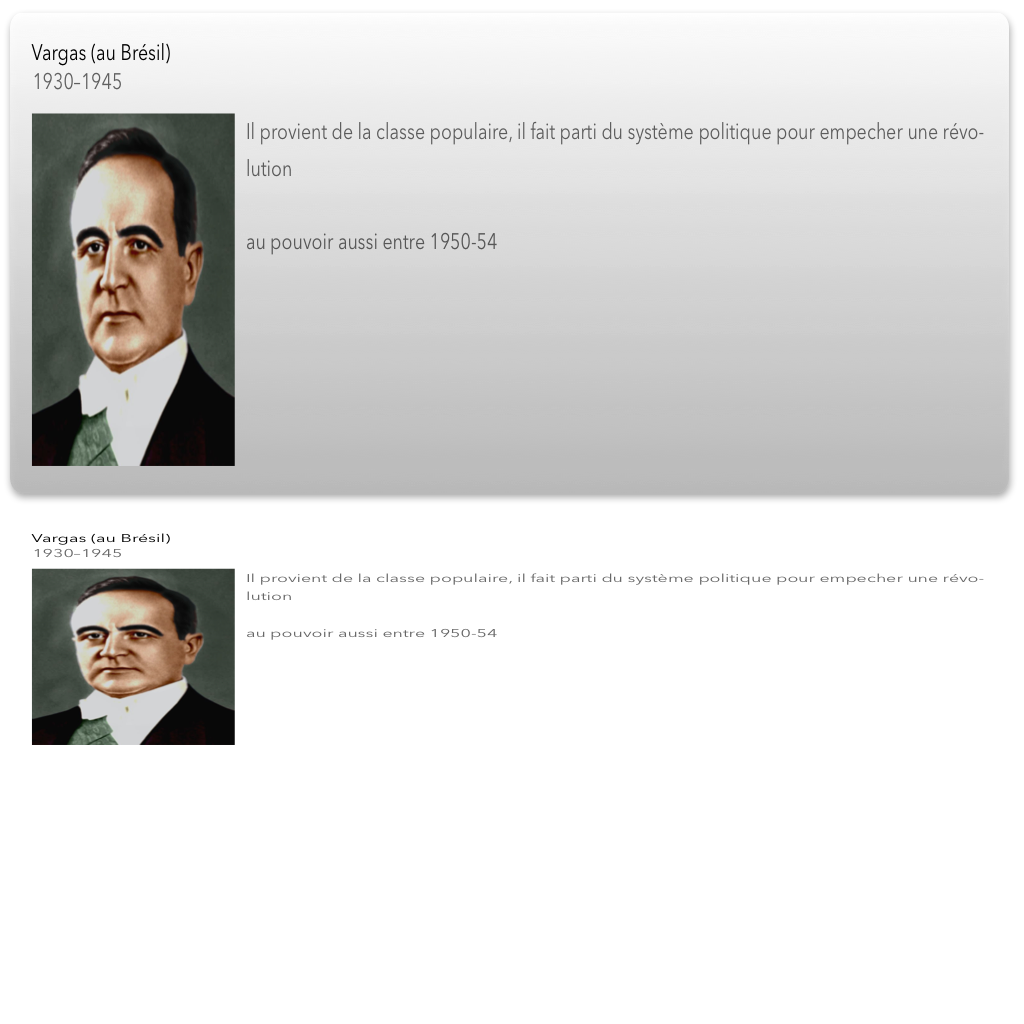 Vargas (au Brésil)
1930–1945
Il provient de la classe populaire, il fait parti du système politique pour empecher une révo-
lution
au pouvoir aussi entre 1950-54
Vargas (au Brésil)
1930–1945
Il provient de la classe populaire, il fait parti du système politique pour empecher une révo-
lution
au pouvoir aussi entre 1950-54